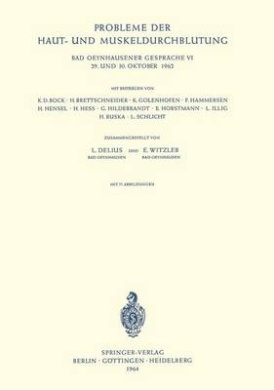 PROBLEME DER
HAUT- UND MUSKELDURCHBLUTUNG
BAD OEYNHAUSENER GESPRÄCHE VI
29. UND 30. OKTOBER 1962
MIT BEITRÄGEN VON
K. D. BOCK · H. BRETTSCHNEIDER · K. GOLENHOFEN · F. HAMMERSEN
H. HENSEL · H. HESS · G. HILDEBRANDT · E. HORSTMANN · L. ILLIG
H. RUSKA · L. SCHLICHT
ZUSAMMENGESTELLT VON
L. DELIUS UND E. WITZLER
BAD OEYNHAUSEN BAD OEYNHAUSEN
MIT 71 ABBILDUNGEN
SPRINGER-VERLAG
BERLIN · GÖTTINGEN · HEIDELBERG
1964